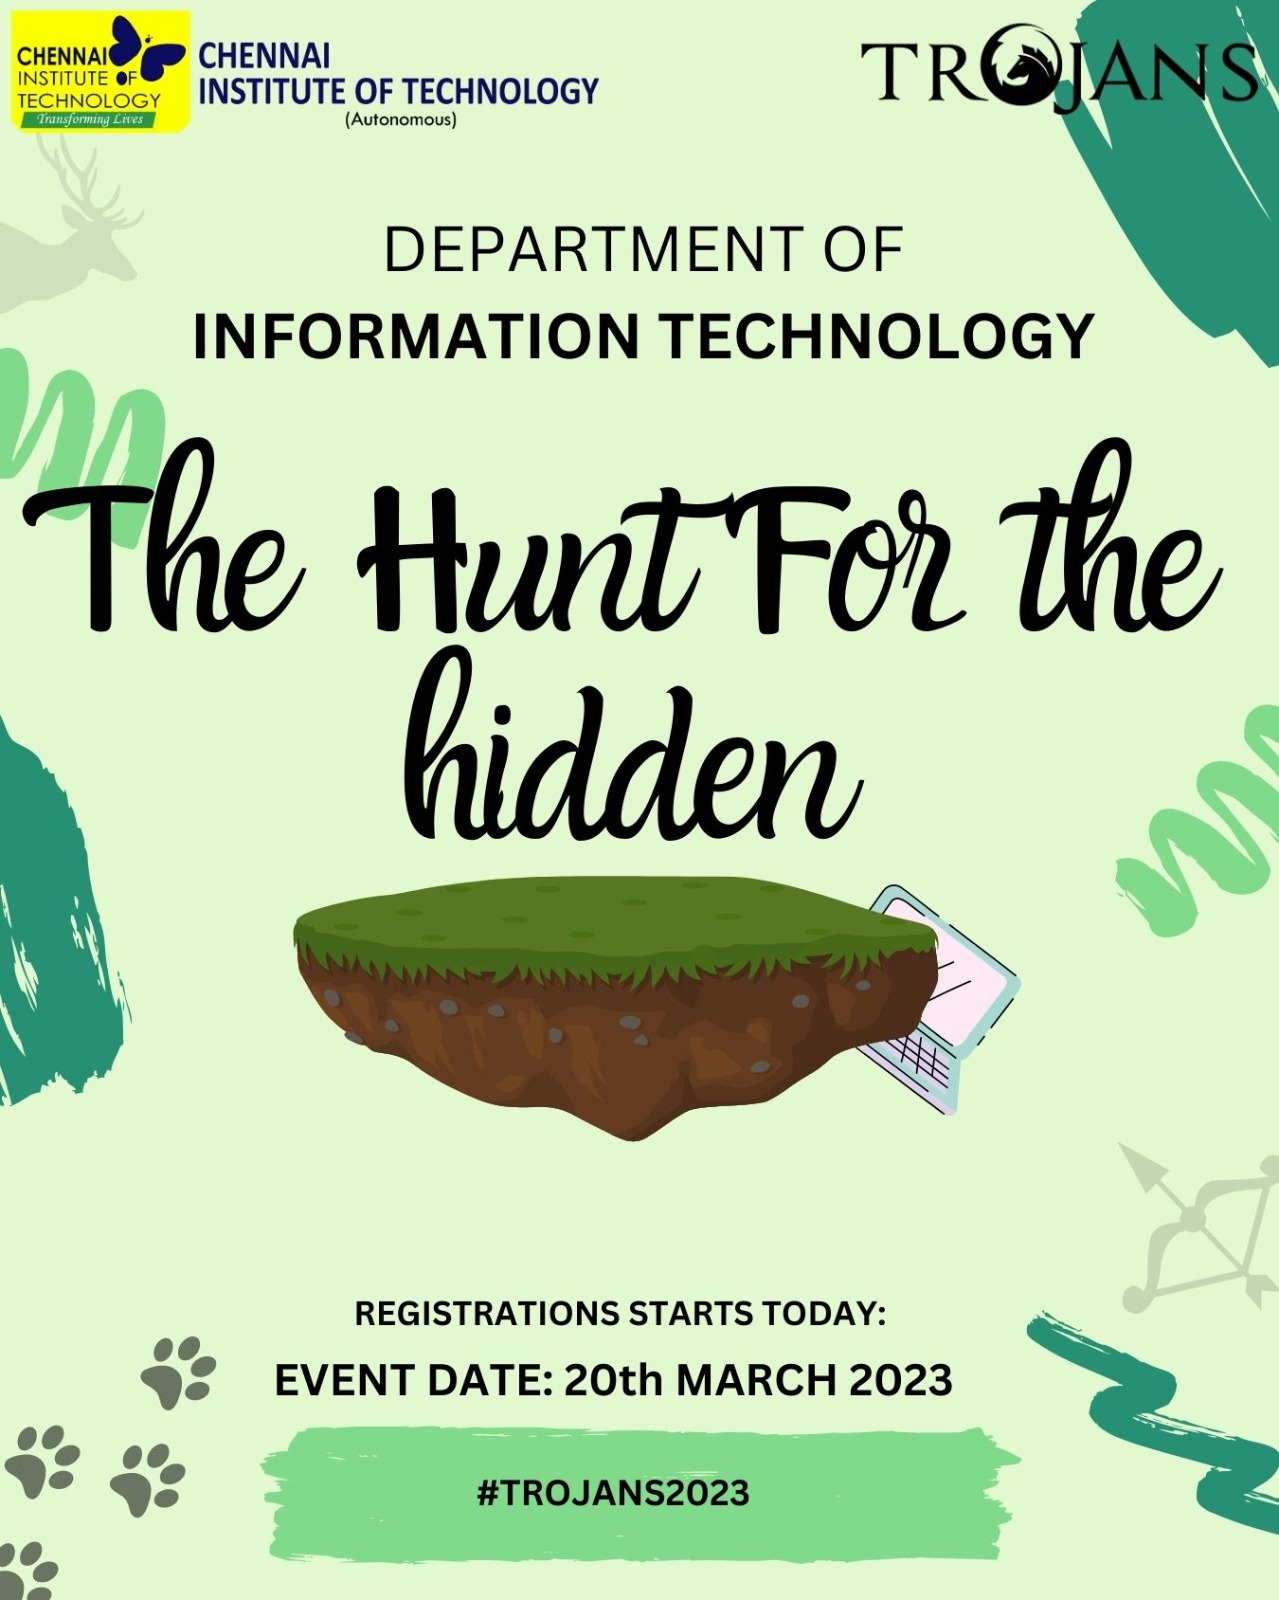 CHENNAI
INSTITUTE OF
TECHNOLOGY
Transforming Lives
CHENNAI
INSTITUTE OF TECHNOLOGY
(Autonomous)
TROJANS
DEPARTMENT OF
INFORMATION TECHNOLOGY
The Hunt For the
hidden
REGISTRATIONS STARTS TODAY:
EVENT DATE: 20th MARCH 2023
#TROJANS2023